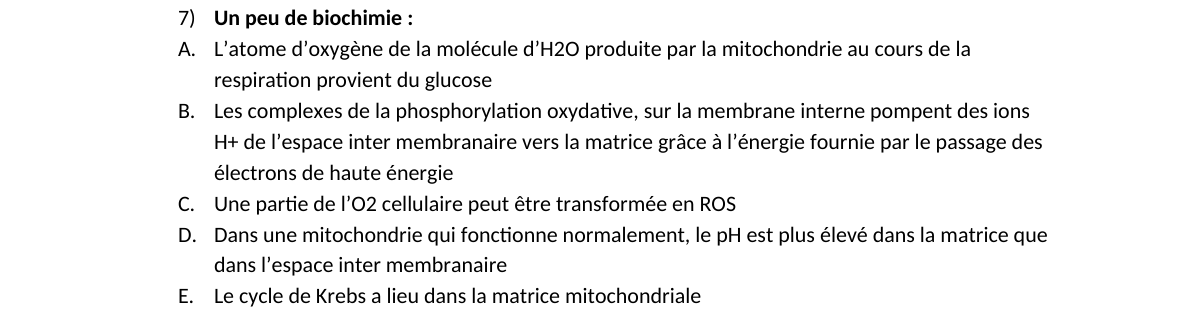 7) Un peu de biochimie :
A. L’atome d’oxygène de la molécule d’H2O produite par la mitochondrie au cours de la
respiration provient du glucose
B. Les complexes de la phosphorylation oxydative, sur la membrane interne pompent des ions
H+ de l’espace inter membranaire vers la matrice grâce à l’énergie fournie par le passage des
électrons de haute énergie
C. Une partie de l’O2 cellulaire peut être transformée en ROS
D. Dans une mitochondrie qui fonctionne normalement, le pH est plus élevé dans la matrice que
dans l’espace inter membranaire
E. Le cycle de Krebs a lieu dans la matrice mitochondriale